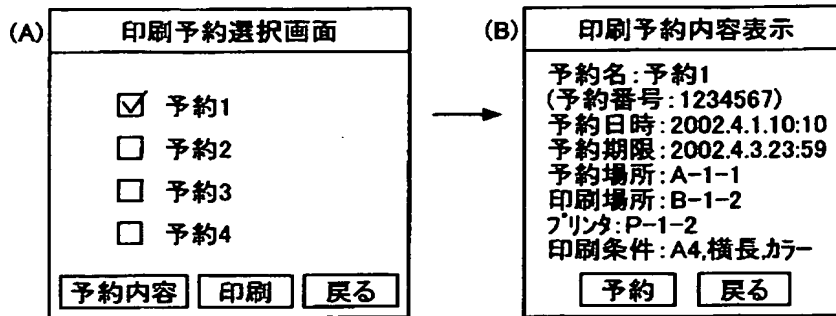 (A)
印刷予約選択画面
予約1
予約2
予約3
予約4
予約内容 印刷 戻る
(B)
印刷予約内容表示
予約名:予約1
(予約番号:1234567)
予約日時:2002.4.1.10:10
予約期限:2002.4.3.23:59
予約場所:A-1-1
印刷場所:B-1-2
プリンタ:P-1-2
印刷条件:A4,横長,カラー
予約 戻る